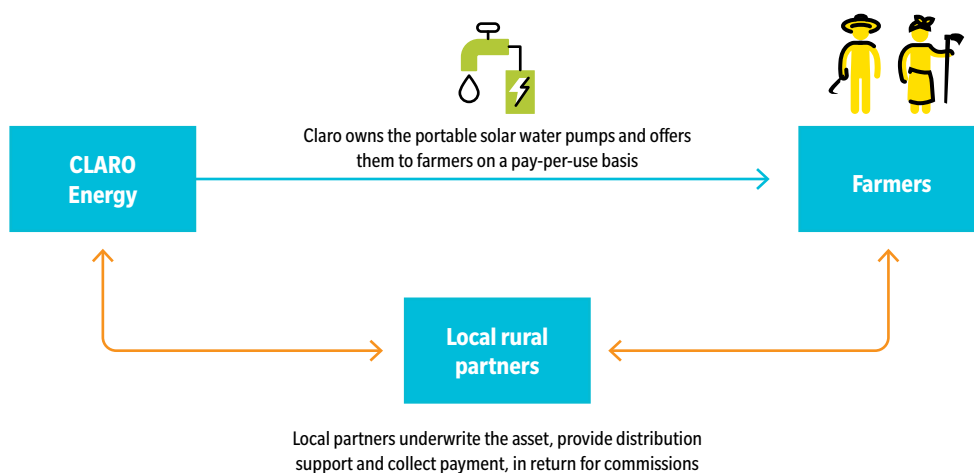 Claro owns the portable solar water pumps and offers
them to farmers on a pay-per-use basis
CLARO
Energy
Farmers
Local rural
partners
Local partners underwrite the asset, provide distribution
support and collect payment, in return for commissions